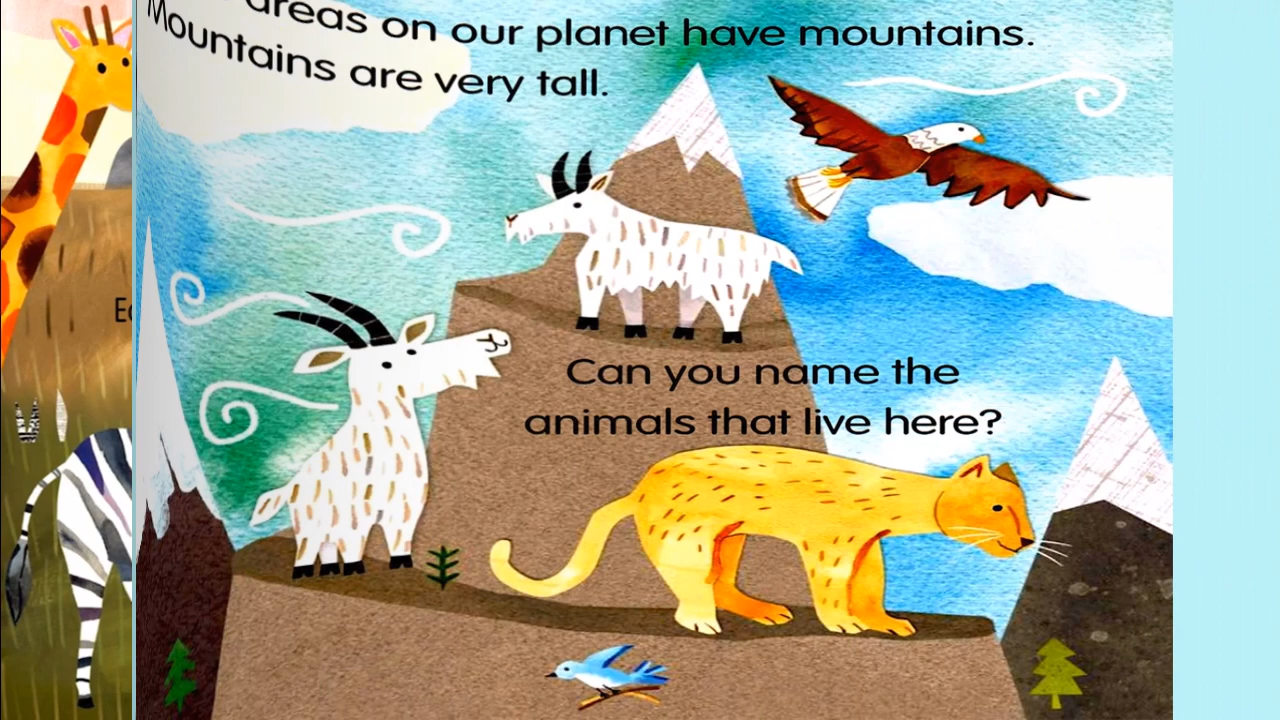 areas on our planet have mountains.
Mountains are very tall.
Can you name the
animals that live here?